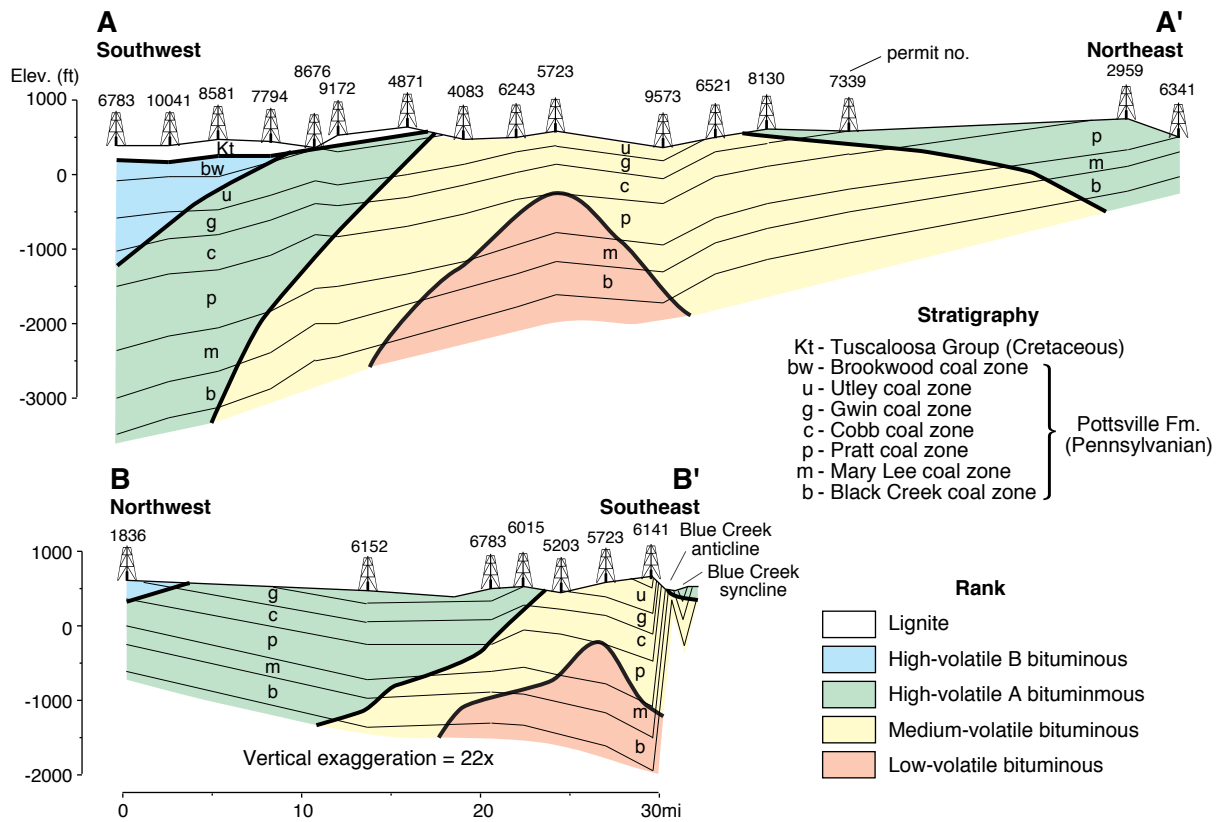 A
Southwest
A'
Northeast
Elev. (ft)
permit no.
6783 10041 8581 7794 8676 9172 4871 4083 6243 5723 9573 6521 8130 7339 2959 6341
1000
0
-1000
-2000
-3000
Kt
bw
u
g
c
p
m
b
u
g
c
p
m
b
p
m
b
Stratigraphy
Kt - Tuscaloosa Group (Cretaceous)
bw - Brookwood coal zone
u - Utley coal zone
g - Gwin coal zone
c - Cobb coal zone
p - Pratt coal zone
m - Mary Lee coal zone
b - Black Creek coal zone
Pottsville Fm.
(Pennsylvanian)
B
Northwest
B'
Southeast
1836 6152 6783 6015 5203 5723 6141
Blue Creek
anticline
Blue Creek
syncline
1000
0
-1000
-2000
g
c
p
m
b
u
g
c
p
m
b
Vertical exaggeration = 22x
0 10 20 30mi
Rank
Lignite
High-volatile B bituminous
High-volatile A bituminmous
Medium-volatile bituminous
Low-volatile bituminous